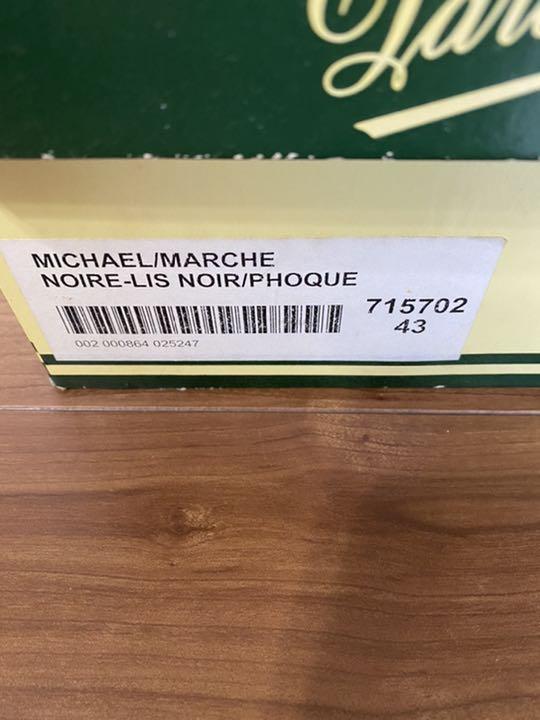 MICHAEL/MARCHE
NOIRE-LIS NOIR/PHOQUE
715702
43
002 000864 025247